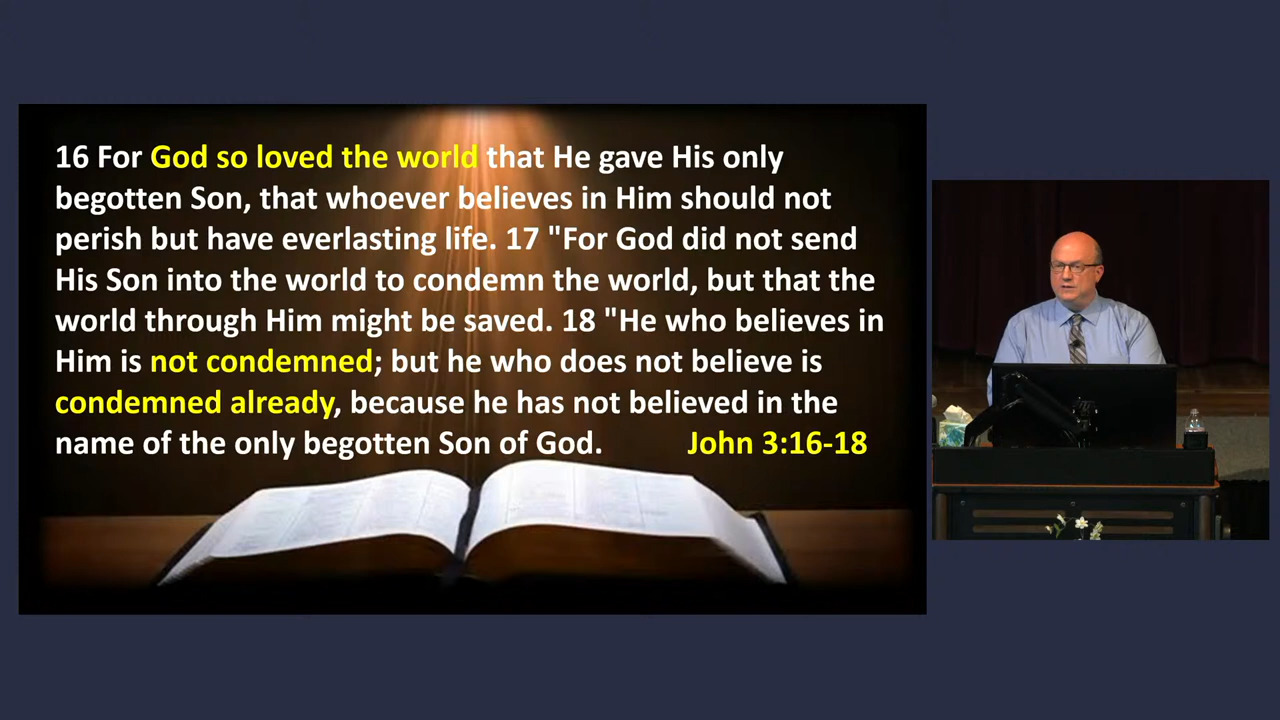 16 For God so loved the world that He gave His only
begotten Son, that whoever believes in Him should not
perish but have everlasting life. 17 "For God did not send
His Son into the world to condemn the world, but that the
world through Him might be saved. 18 "He who believes in
Him is not condemned; but he who does not believe is
condemned already, because he has not believed in the
name of the only begotten Son of God. John 3:16-18